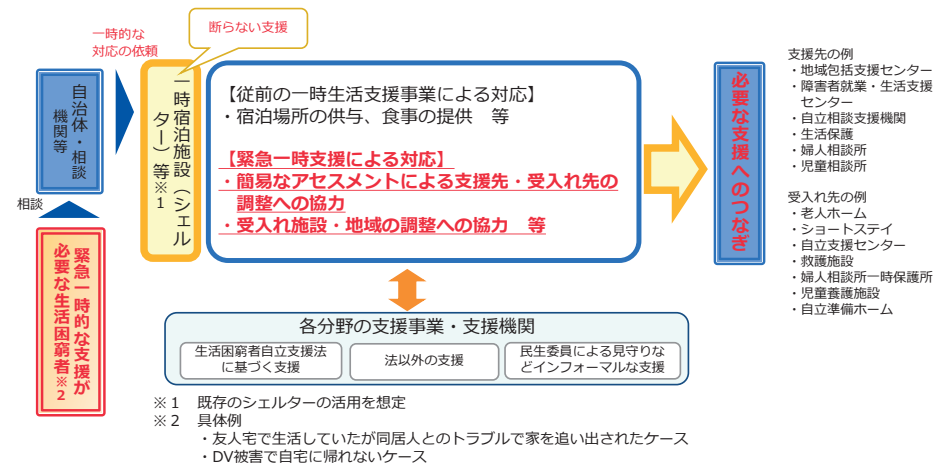 断らない支援
一時的な
対応の依頼
自治体・相談
機関等
相談
緊急一時的な支援が
必要な生活困窮者※2
一時宿泊施設（シェル
ター）等※1
【従前の一時生活支援事業による対応】
・宿泊場所の供与、食事の提供　等
【緊急一時支援による対応】
・簡易なアセスメントによる支援先・受入れ先の
調整への協力
・受入れ施設・地域の調整への協力　等
必要な支援へのつなぎ
支援先の例
・地域包括支援センター
・障害者就業・生活支援
センター
・自立相談支援機関
・生活保護
・婦人相談所
・児童相談所
受入れ先の例
・老人ホーム
・ショートステイ
・自立支援センター
・救護施設
・婦人相談所一時保護所
・児童養護施設
・自立準備ホーム
各分野の支援事業・支援機関
生活困窮者自立支援法
に基づく支援
法以外の支援
民生委員による見守りな
どインフォーマルな支援
※１　既存のシェルターの活用を想定
※２　具体例
・友人宅で生活していたが同居人とのトラブルで家を追い出されたケース
・DV被害で自宅に帰れないケース